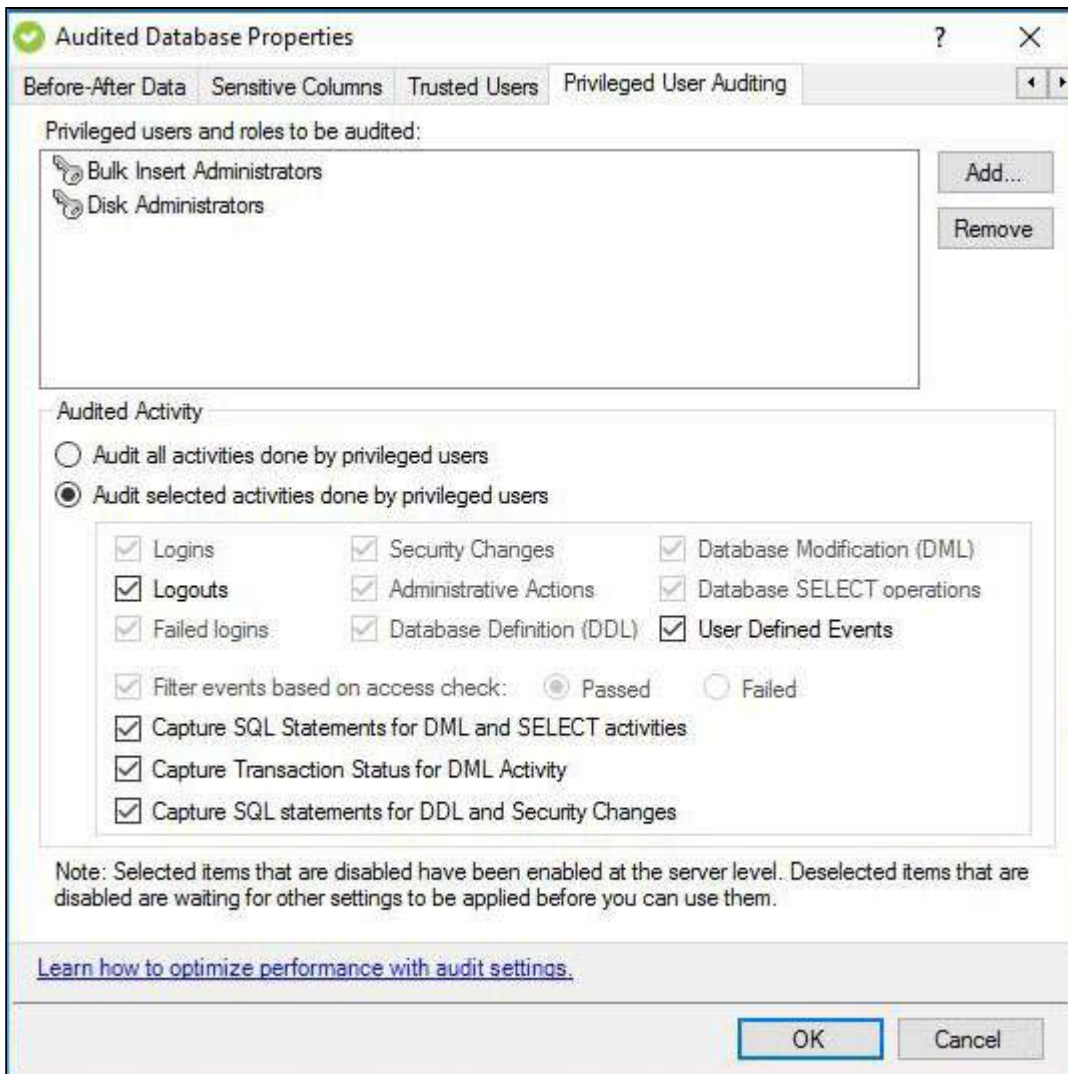 Audited Database Properties
?
Before-After Data Sensitive Columns Trusted Users Privileged User Auditing
Privileged users and roles to be audited:
Bulk Insert Administrators
Disk Administrators
Add...
Remove
Audited Activity
Audit all activities done by privileged users
Audit selected activities done by privileged users
Logins Security Changes Database Modification (DML)
Logouts Administrative Actions Database SELECT operations
Failed logins Database Definition (DDL) User Defined Events
Filter events based on access check: Passed Failed
Capture SQL Statements for DML and SELECT activities
Capture Transaction Status for DML Activity
Capture SQL statements for DDL and Security Changes
Note: Selected items that are disabled have been enabled at the server level. Deselected items that are
disabled are waiting for other settings to be applied before you can use them.
Learn how to optimize performance with audit settings.
OK Cancel